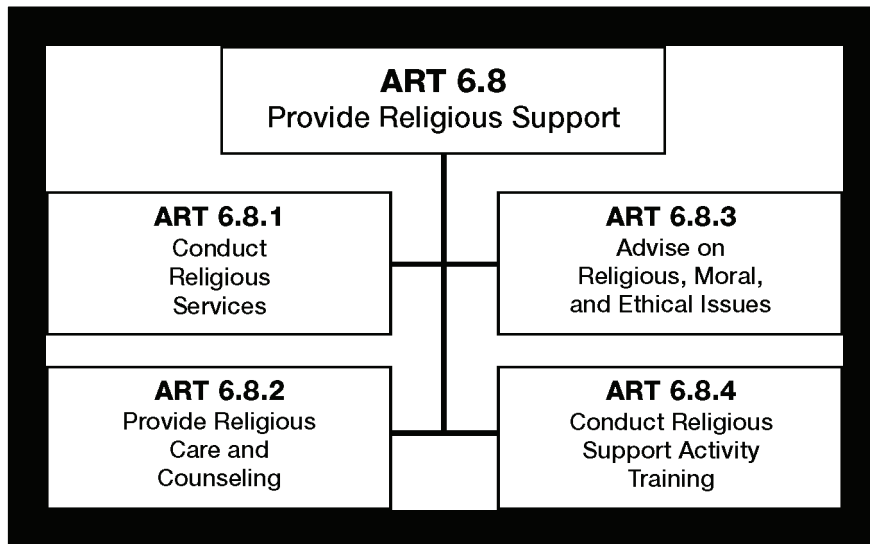 ART 6.8
Provide Religious Support
ART 6.8.1
Conduct
Religious
Services
ART 6.8.3
Advise on
Religious, Moral,
and Ethical Issues
ART 6.8.2
Provide Religious
Care and
Counseling
ART 6.8.4
Conduct Religious
Support Activity
Training